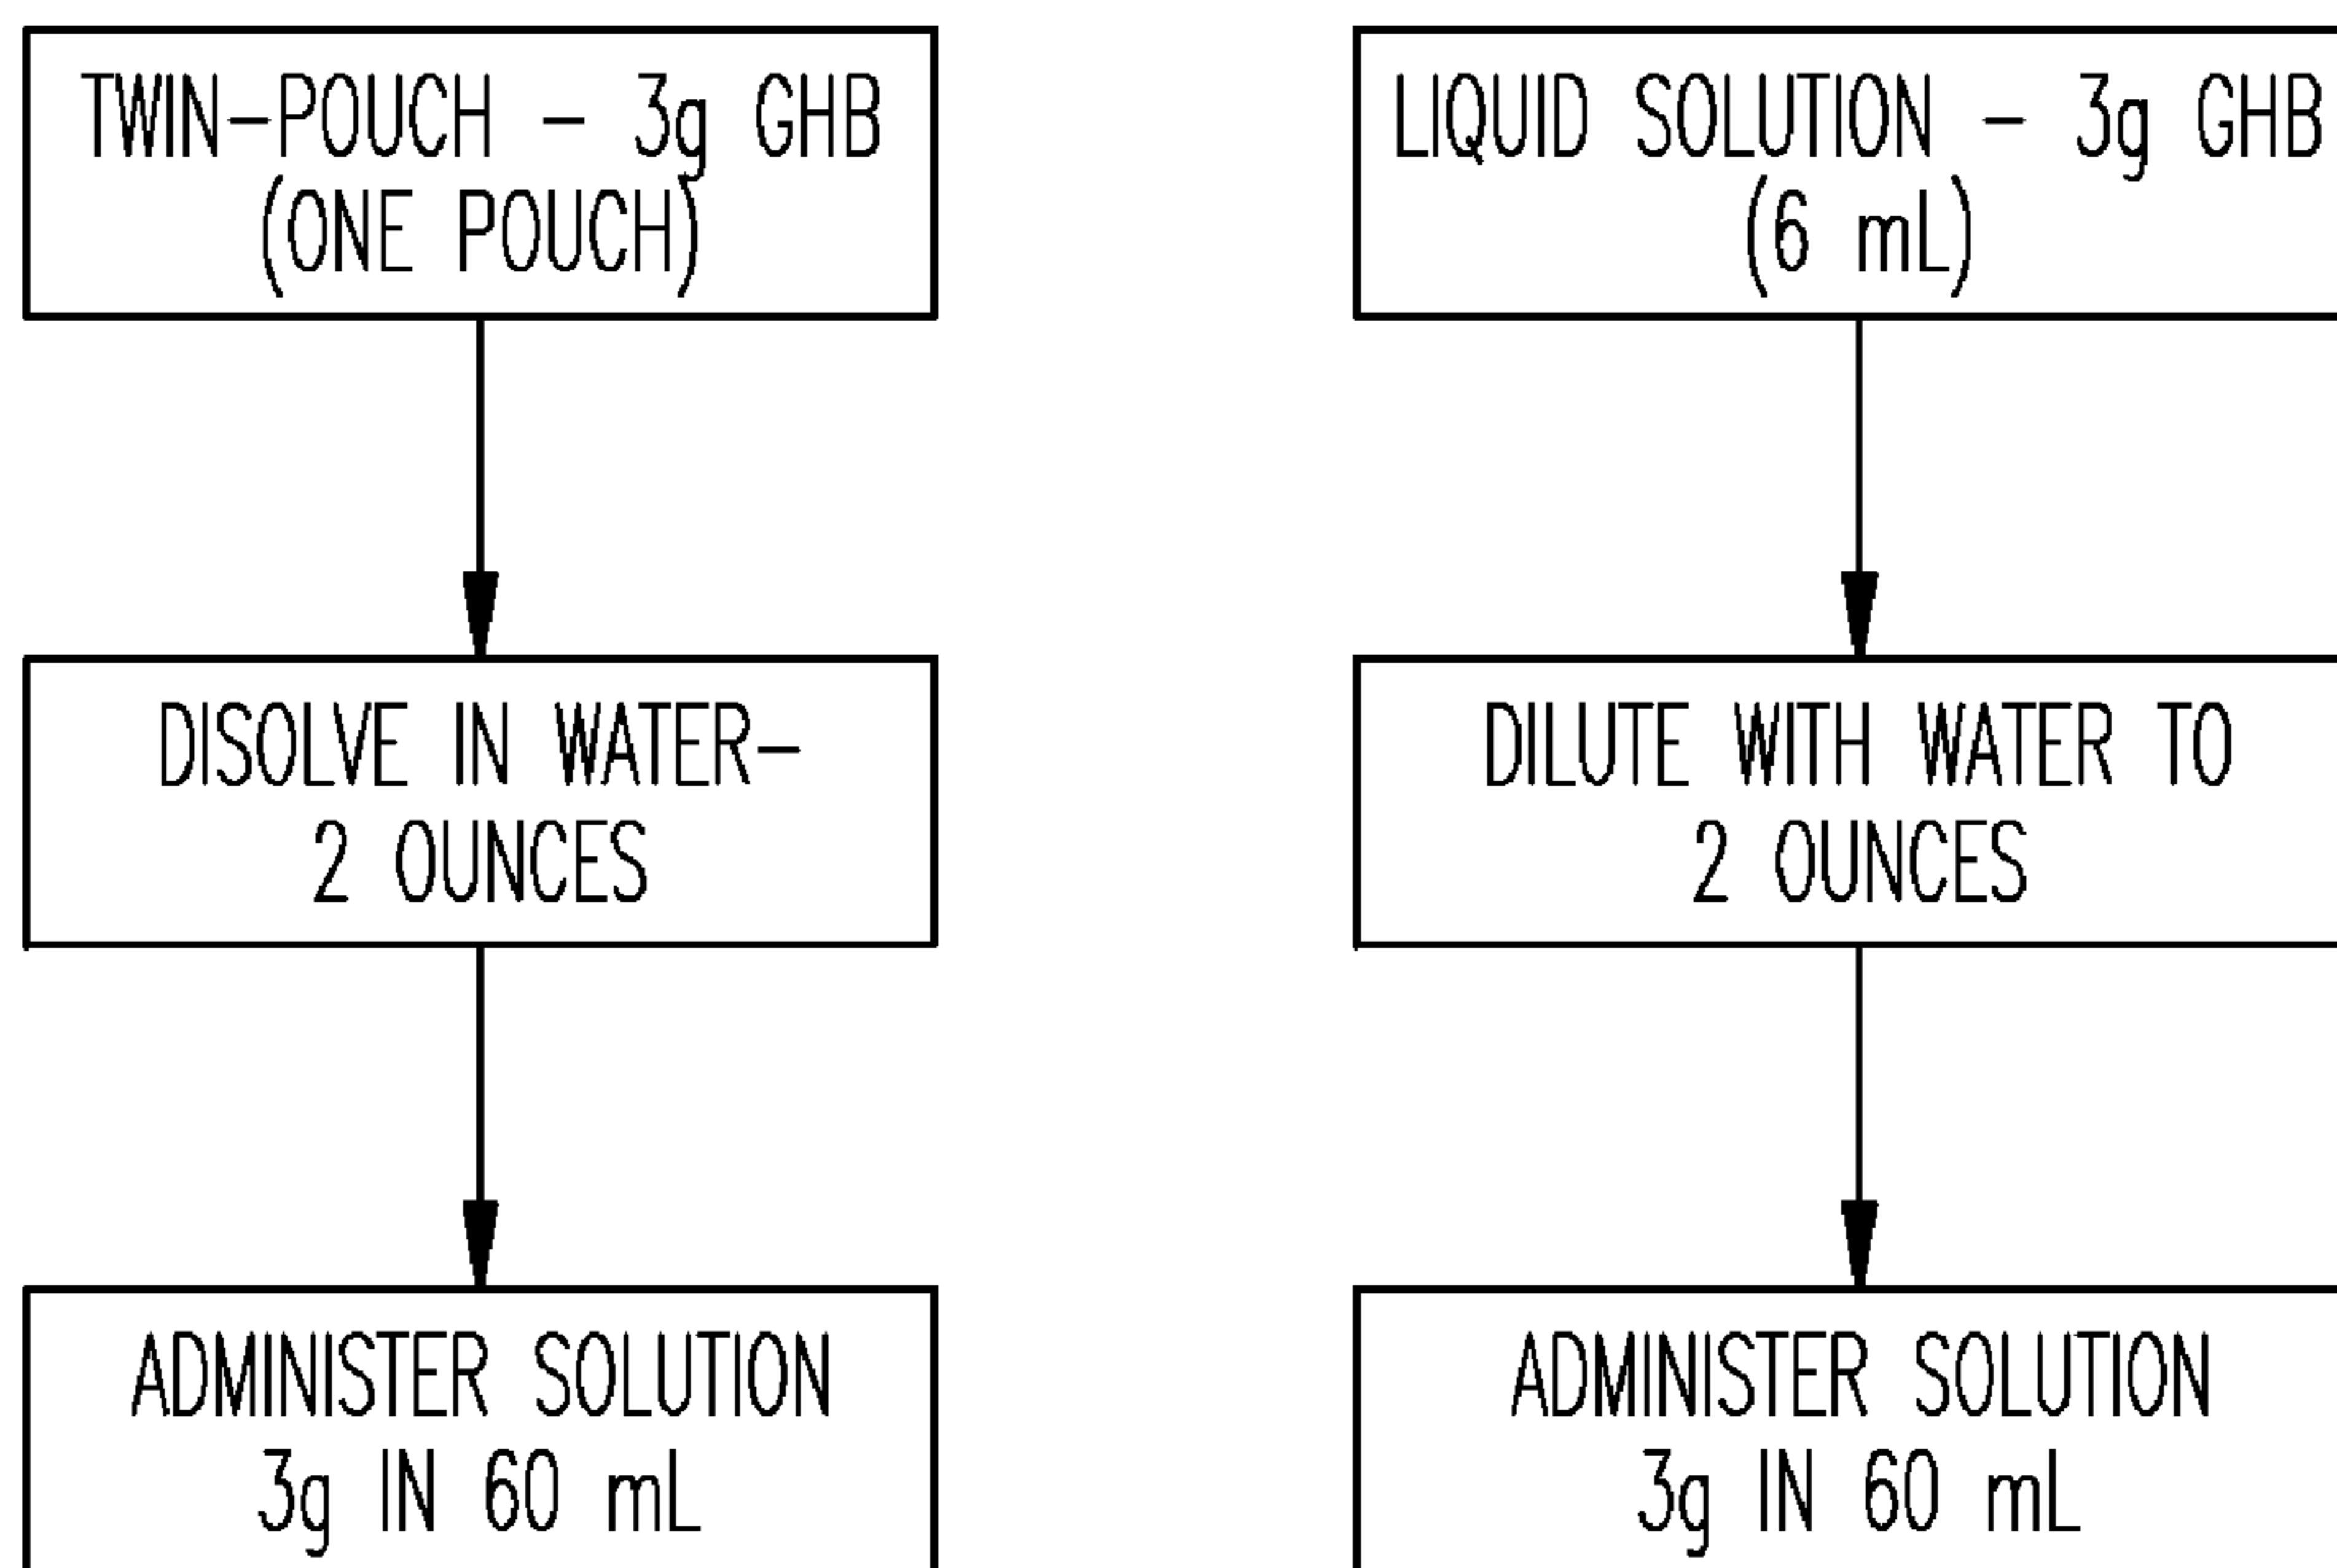 TWIN-POUCH - 3g GHB
(ONE POUCH)
DISOLVE IN WATER-
2 OUNCES
ADMINISTER SOLUTION
3g IN 60 mL
LIQUID SOLUTION - 3g GHB
(6 mL)
DILUTE WITH WATER TO
2 OUNCES
ADMINISTER SOLUTION
3g IN 60 mL